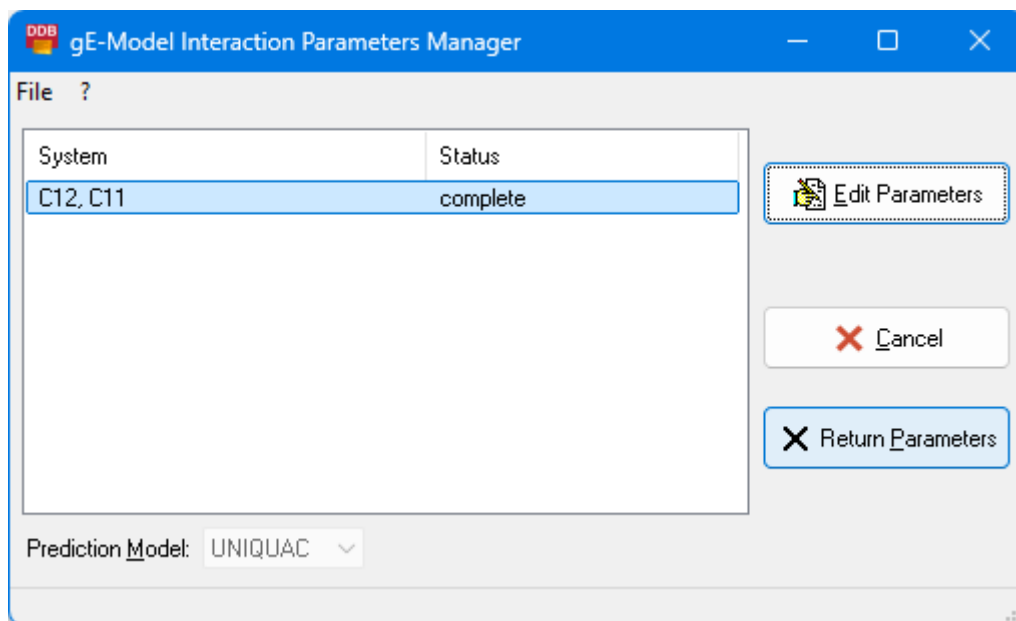 DDB
gE-Model Interaction Parameters Manager
File ?
System Status
C12, C11 complete
Edit Parameters
Cancel
Return Parameters
Prediction Model: UNIQUAC